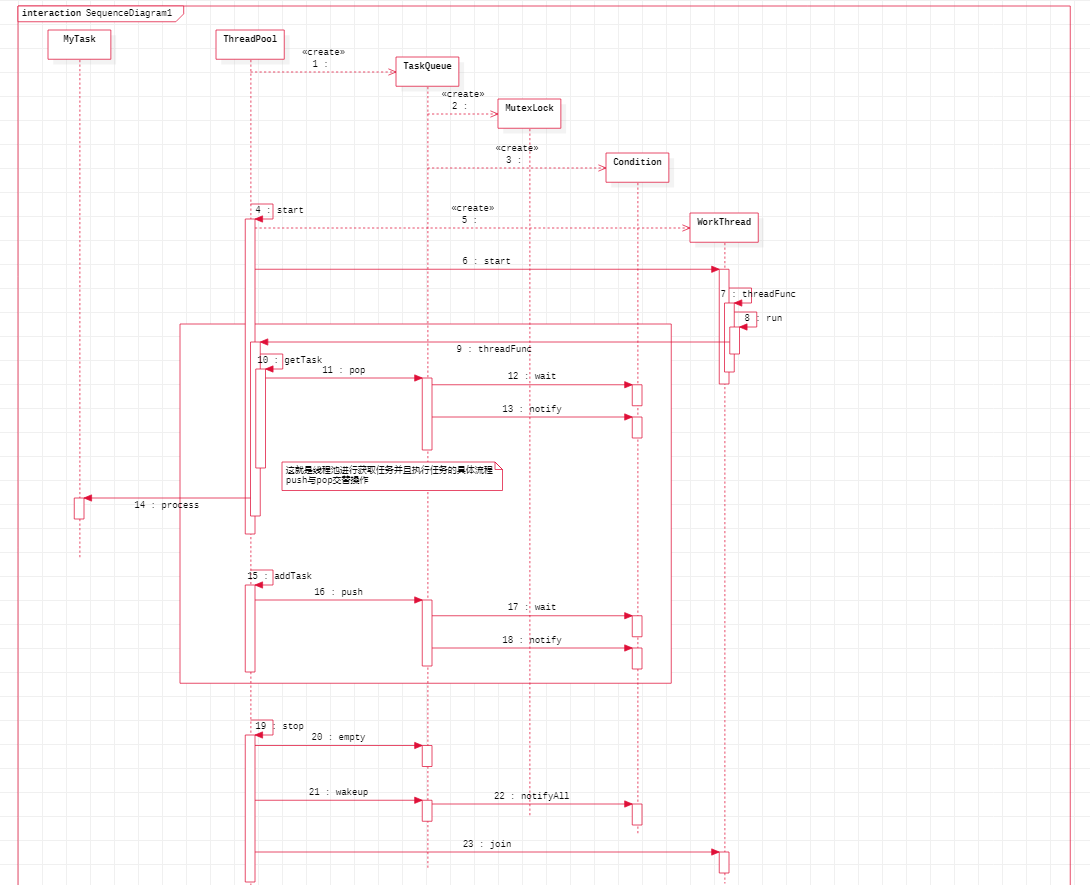 interaction SequenceDiagram1
MyTask
ThreadPool
«create»
1 :
TaskQueue
«create»
2 :
MutexLock
«create»
3 :
Condition
4 : start
«create»
5 :
WorkThread
6 : start
7 : threadFunc
8 : run
9 : threadFunc
10 : getTask
11 : pop
12 : wait
13 : notify
这就是线程池进行获取任务并且执行任务的具体流程
push与pop交替操作
14 : process
15 : addTask
16 : push
17 : wait
18 : notify
19 : stop
20 : empty
21 : wakeup
22 : notifyAll
23 : join